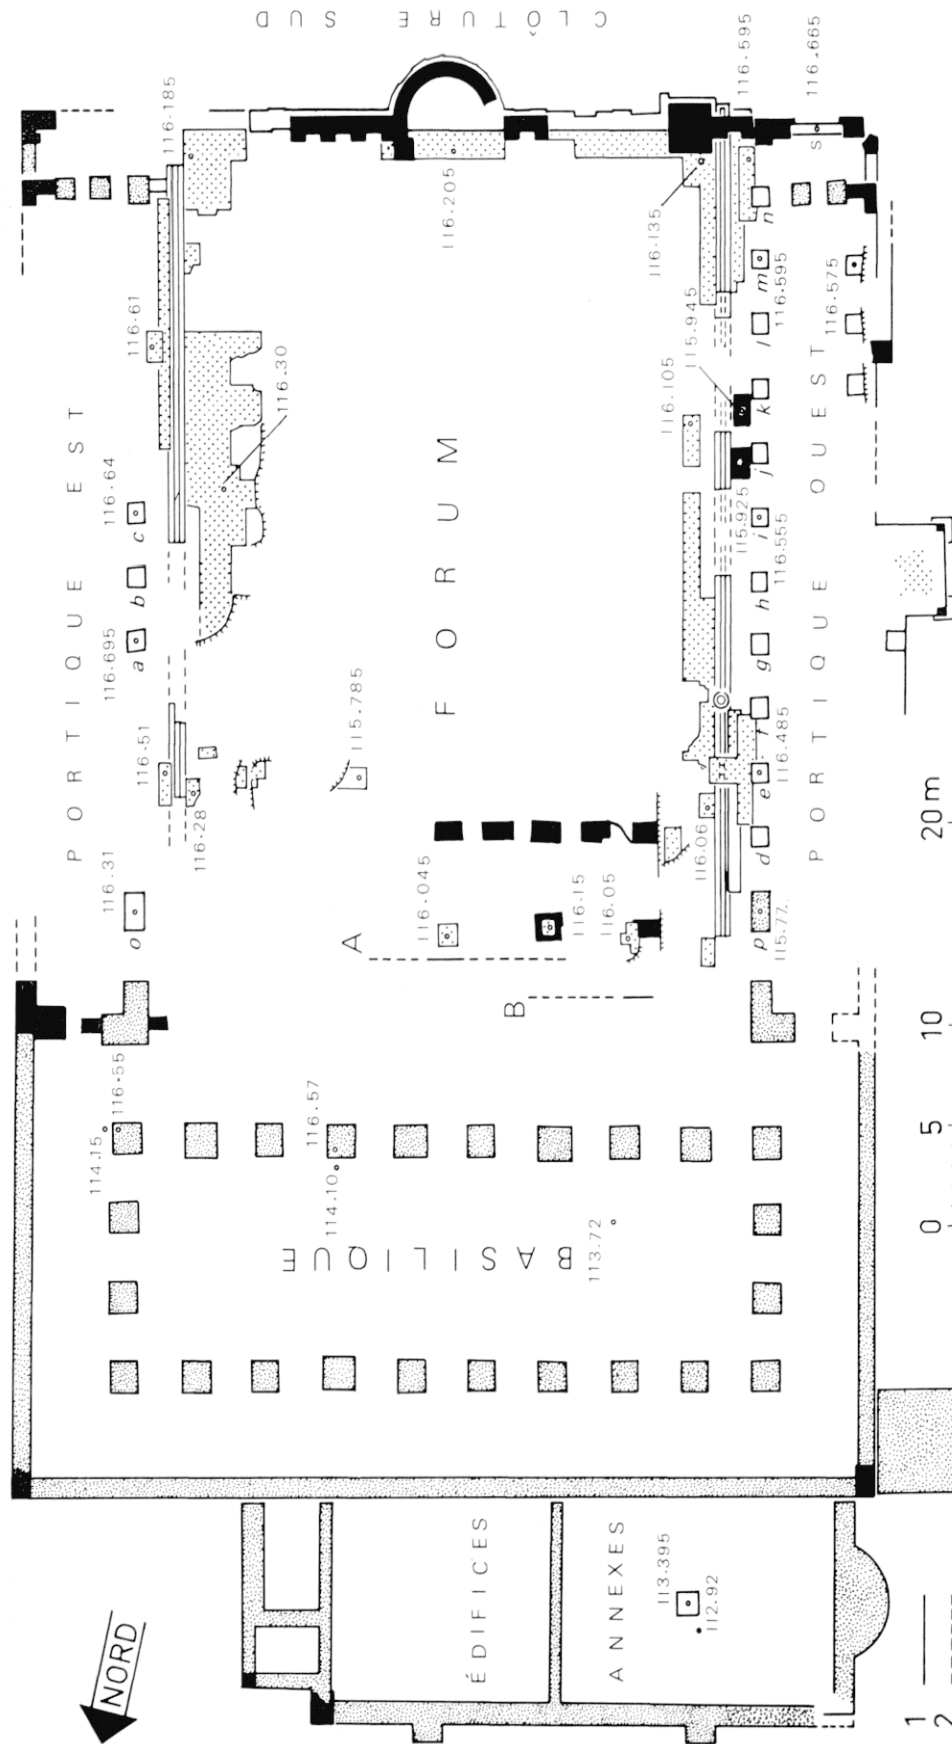 CLÔTURE SUD
116.185
116.205
116.595
116.665
s
116.135
n
m
116.595
116.575
l
115.945
k
116.105
j
115.925
i
116.555
h
g
f
116.485
e
116.06
d
p
115.77
116-61
116.30
116-64
c
b
a
116-695
PORTIQUE EST
116-51
116-28
116.31
o
FORUM
115.785
PORTIQUE OUEST
116.045
116-15
116.05
A
B
114.15
116.55
116.57
114.10
113.72
BASILIQUE
ÉDIFICES
ANNEXES
113.395
112.92
NORD
0 5 10 20m
1
2